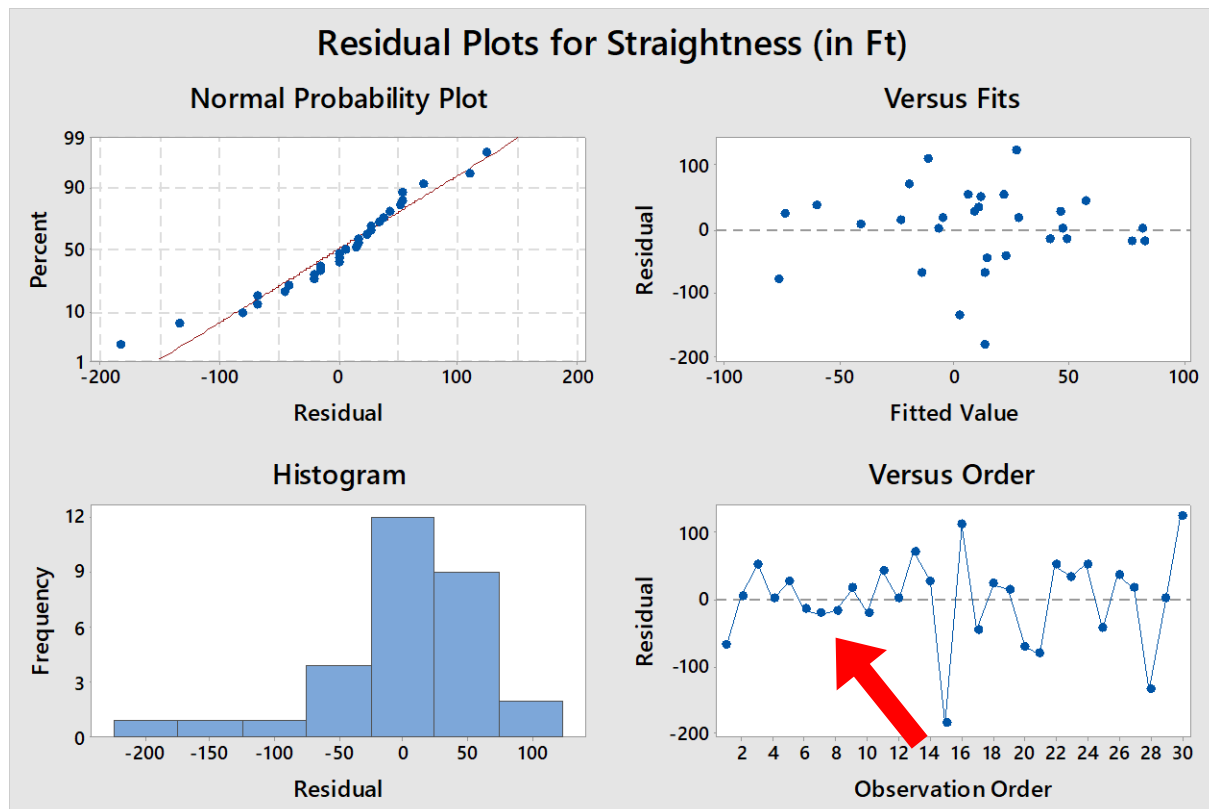 Residual Plots for Straightness (in Ft)
Normal Probability Plot
Percent
99
90
50
10
1
-200 -100 0 100 200
Residual
Versus Fits
Residual
100
0
-100
-200
-100 -50 0 50 100
Fitted Value
Histogram
Frequency
12
9
6
3
0
-200 -150 -100 -50 0 50 100
Residual
Versus Order
Residual
100
0
-100
-200
2 4 6 8 10 12 14 16 18 20 22 24 26 28 30
Observation Order